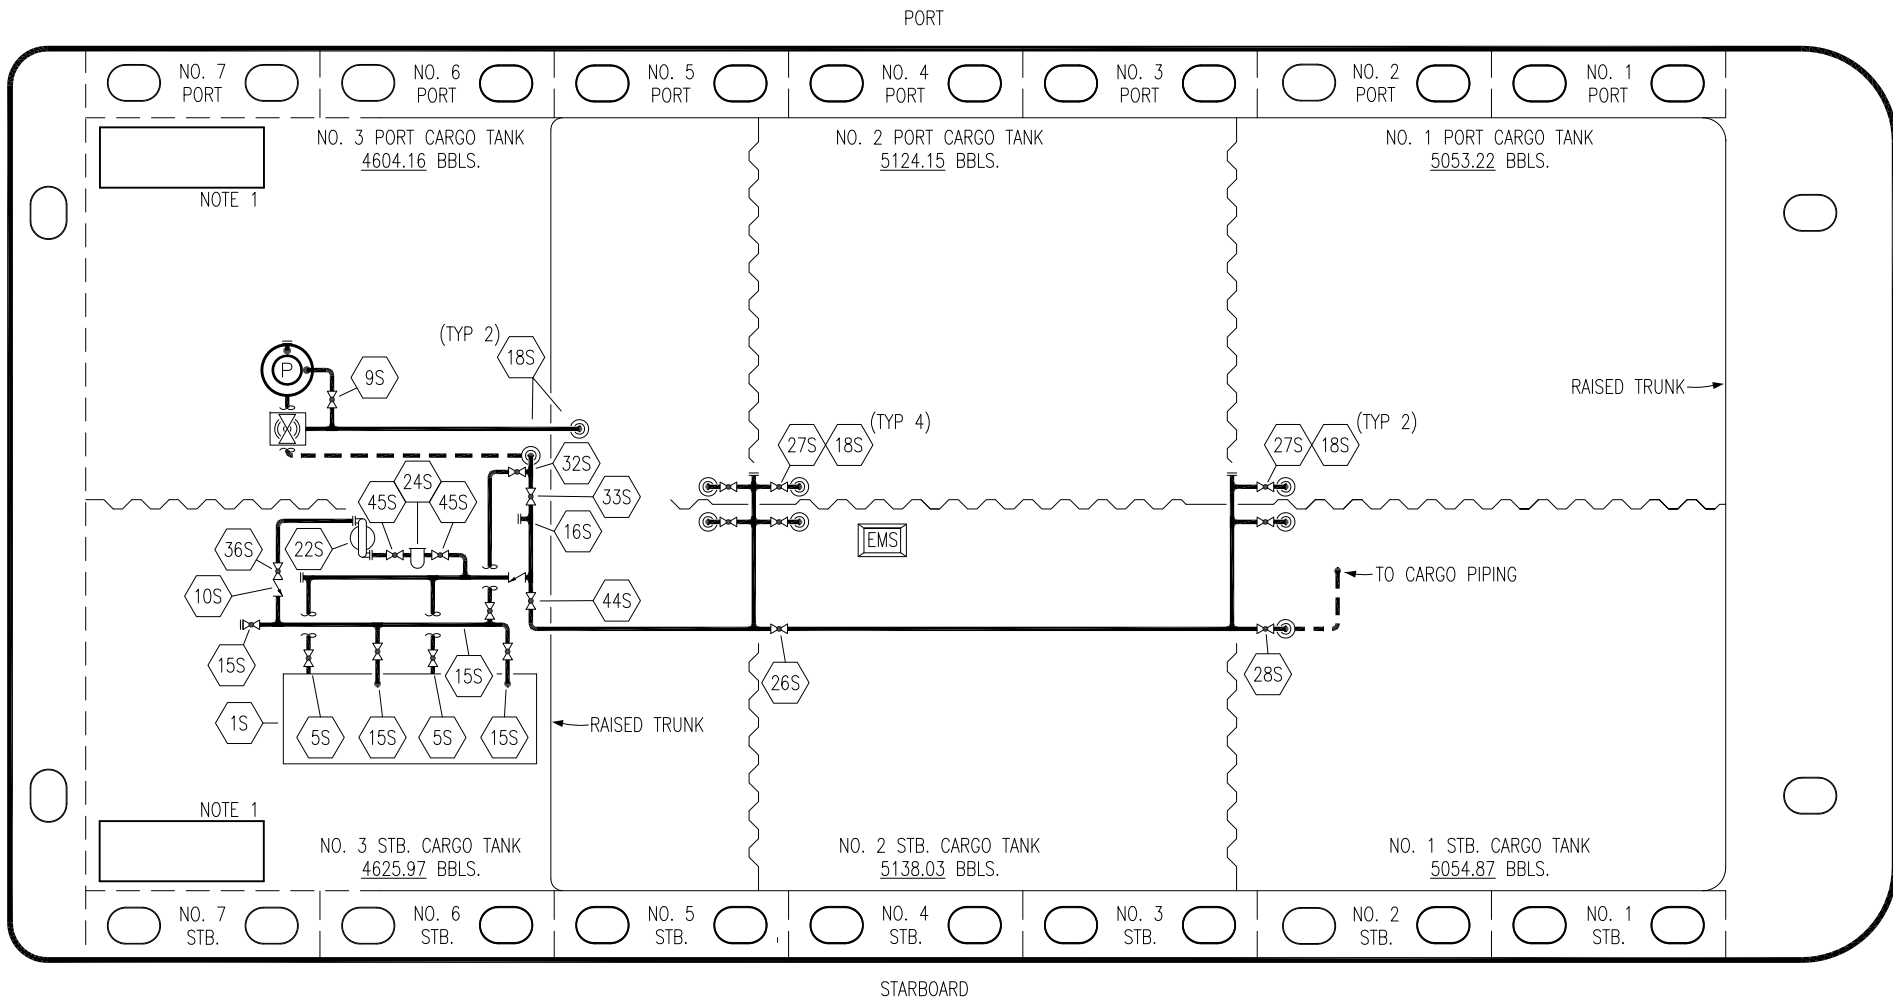 PORT
NO. 7
PORT
NO. 6
PORT
NO. 5
PORT
NO. 4
PORT
NO. 3
PORT
NO. 2
PORT
NO. 1
PORT
NO. 3 PORT CARGO TANK
4604.16 BBLS.
NO. 2 PORT CARGO TANK
5124.15 BBLS.
NO. 1 PORT CARGO TANK
5053.22 BBLS.
NOTE 1
(TYP 2)
18S
P
9S
RAISED TRUNK
(TYP 4)
27S
18S
(TYP 2)
27S
18S
32S
24S
45S
45S
33S
16S
EMS
36S
22S
TO CARGO PIPING
10S
44S
15S
15S
26S
28S
1S
5S
15S
5S
15S
RAISED TRUNK
NOTE 1
NO. 3 STB. CARGO TANK
4625.97 BBLS.
NO. 2 STB. CARGO TANK
5138.03 BBLS.
NO. 1 STB. CARGO TANK
5054.87 BBLS.
NO. 7
STB.
NO. 6
STB.
NO. 5
STB.
NO. 4
STB.
NO. 3
STB.
NO. 2
STB.
NO. 1
STB.
STARBOARD